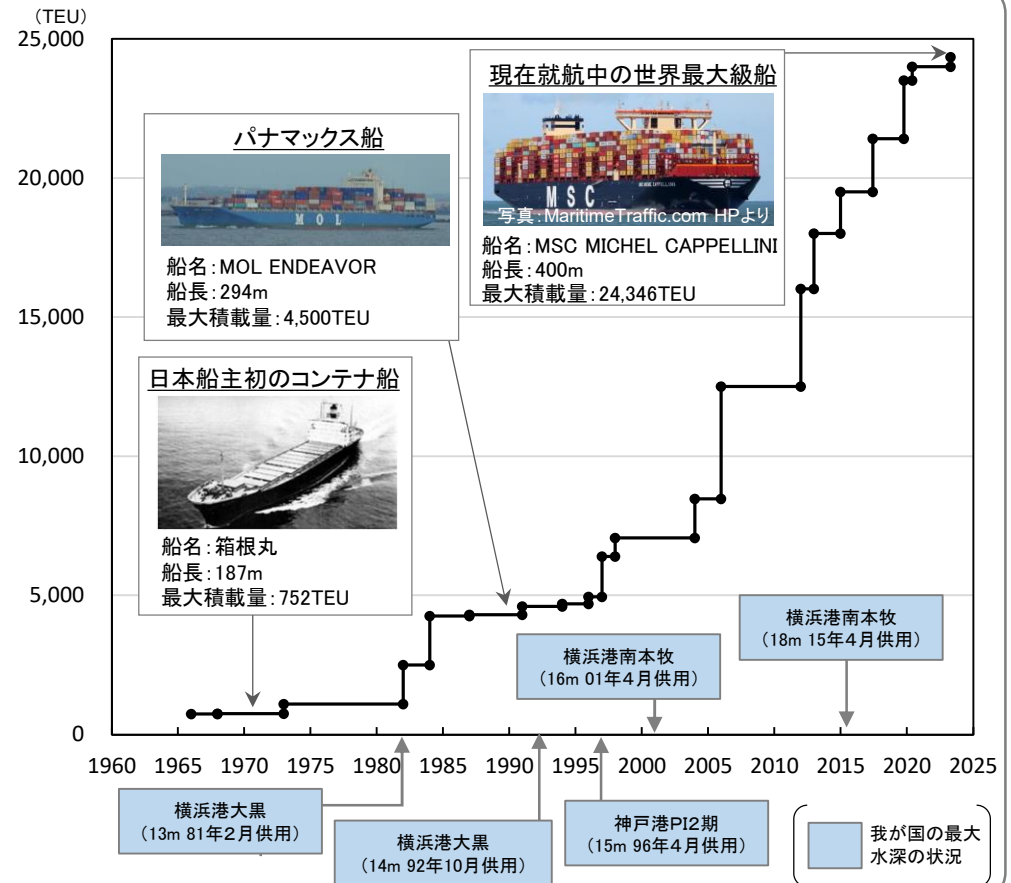 （TEU）
25,000
20,000
15,000
10,000
5,000
0
1960 1965 1970 1975 1980 1985 1990 1995 2000 2005 2010 2015 2020 2025
現在就航中の世界最大級船
MSC
写真：MaritimeTraffic.com HPより
船名：MSC MICHEL CAPPELLINI
船長：400m
最大積載量：24,346TEU
パナマックス船
MOL
船名：MOL ENDEAVOR
船長：294m
最大積載量：4,500TEU
日本船主初のコンテナ船
船名：箱根丸
船長：187m
最大積載量：752TEU
横浜港南本牧
（18m 15年４月供用）
横浜港南本牧
（16m 01年４月供用）
横浜港大黒
（13m 81年２月供用）
横浜港大黒
（14m 92年10月供用）
神戸港PI２期
（15m 96年４月供用）
我が国の最大
水深の状況